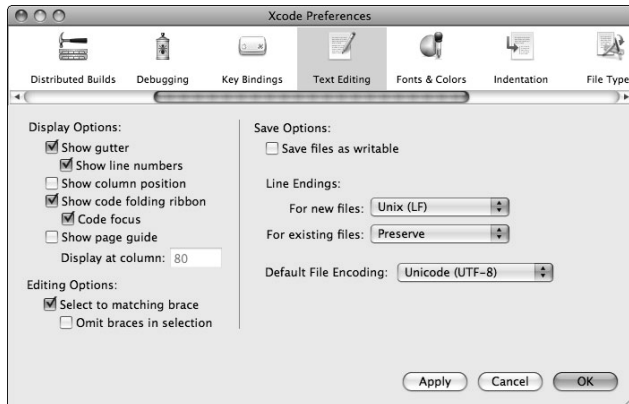 Xcode Preferences
Distributed Builds Debugging Key Bindings Text Editing Fonts & Colors Indentation File Type
Display Options:
Show gutter
Show line numbers
Show column position
Show code folding ribbon
Code focus
Show page guide
Display at column: 80
Editing Options:
Select to matching brace
Omit braces in selection
Save Options:
Save files as writable
Line Endings:
For new files: Unix (LF)
For existing files: Preserve
Default File Encoding: Unicode (UTF-8)
Apply Cancel OK